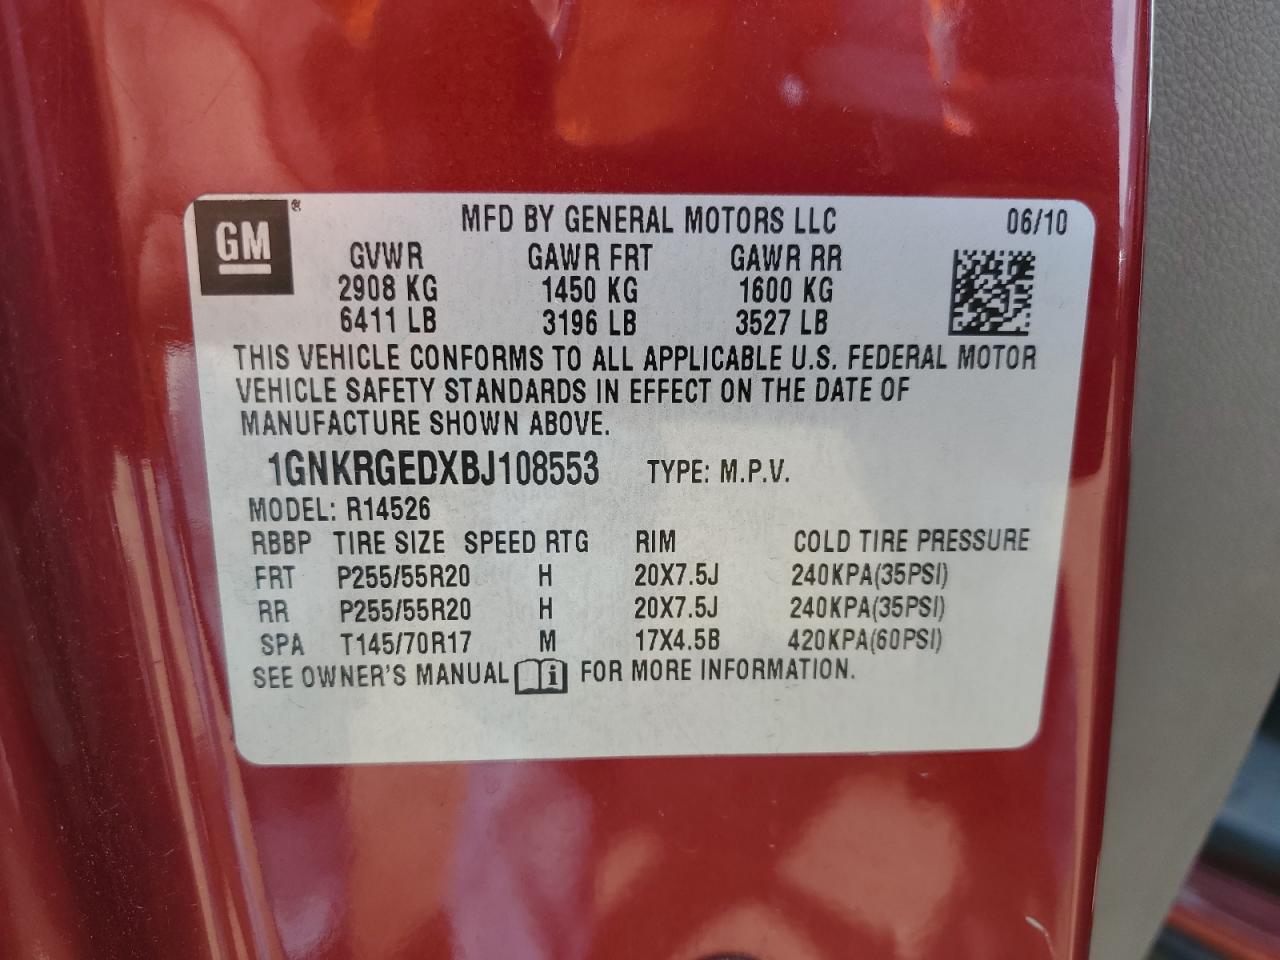 GM®
MFD BY GENERAL MOTORS LLC 06/10
GVWR GAWR FRT GAWR RR
2908 KG 1450 KG 1600 KG
6411 LB 3196 LB 3527 LB
THIS VEHICLE CONFORMS TO ALL APPLICABLE U.S. FEDERAL MOTOR
VEHICLE SAFETY STANDARDS IN EFFECT ON THE DATE OF
MANUFACTURE SHOWN ABOVE.
1GNKRGEDXBJ108553 TYPE: M.P.V.
MODEL: R14526
RBBP TIRE SIZE SPEED RTG RIM COLD TIRE PRESSURE
FRT P255/55R20 H 20X7.5J 240KPA(35PSI)
RR P255/55R20 H 20X7.5J 240KPA(35PSI)
SPA T145/70R17 M 17X4.5B 420KPA(60PSI)
SEE OWNER'S MANUAL i FOR MORE INFORMATION.